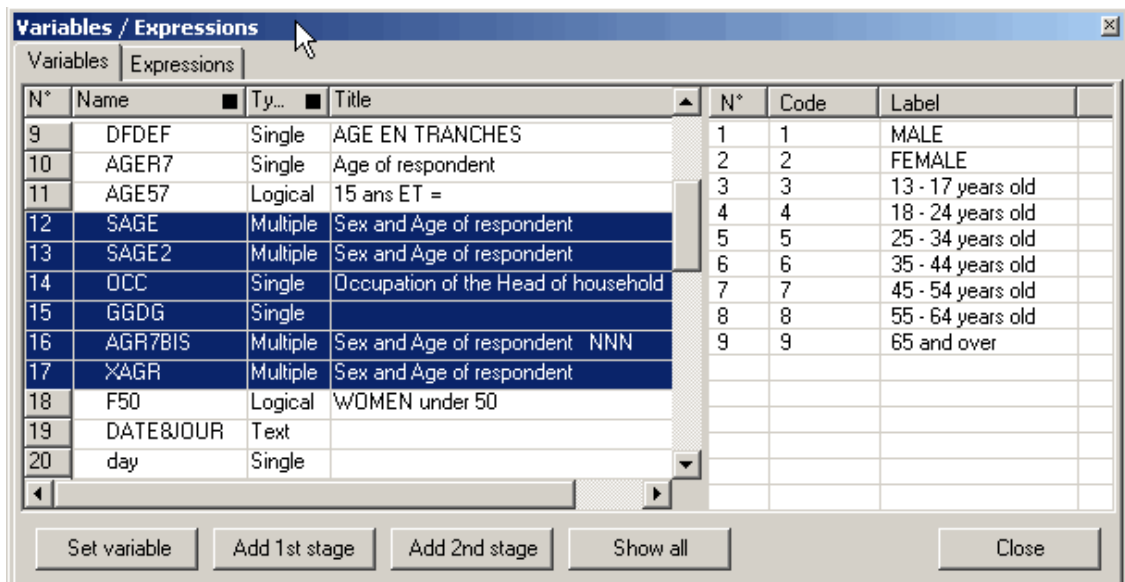 Variables / Expressions
Variables Expressions
N° Name Ty... Title
9 DFDEF Single AGE EN TRANCHES
10 AGER7 Single Age of respondent
11 AGE57 Logical 15 ans ET =
12 SAGE Multiple Sex and Age of respondent
13 SAGE2 Multiple Sex and Age of respondent
14 OCC Single Occupation of the Head of household
15 GGDG Single
16 AGR7BIS Multiple Sex and Age of respondent NNN
17 XAGR Multiple Sex and Age of respondent
18 F50 Logical WOMEN under 50
19 DATE&JOUR Text
20 day Single
N° Code Label
1 1 MALE
2 2 FEMALE
3 3 13 - 17 years old
4 4 18 - 24 years old
5 5 25 - 34 years old
6 6 35 - 44 years old
7 7 45 - 54 years old
8 8 55 - 64 years old
9 9 65 and over
Set variable Add 1st stage Add 2nd stage Show all Close